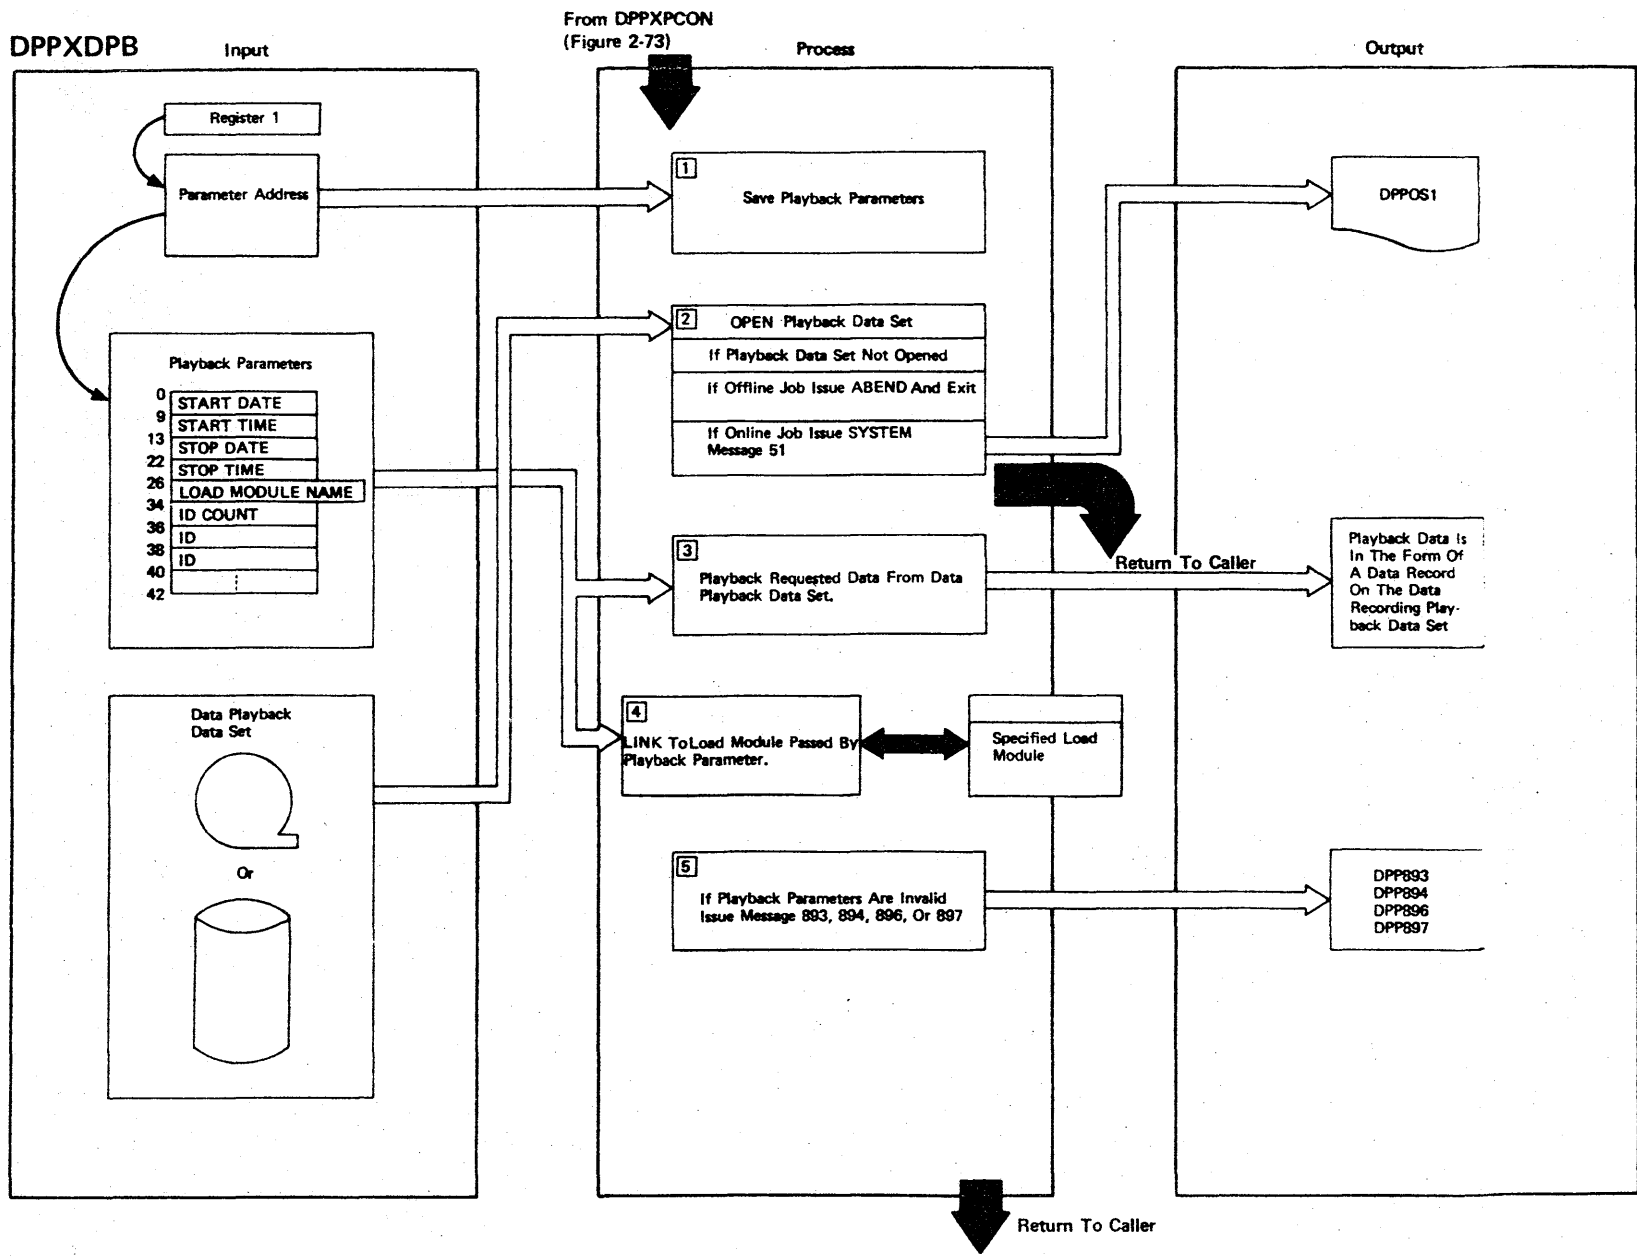 From DPPXPCON
(Figure 2-73)
DPPXDPB
Input
Process
Output
Register 1
Parameter Address
Playback Parameters
0
START DATE
9
START TIME
13
STOP DATE
22
STOP TIME
26
LOAD MODULE NAME
34
ID COUNT
36
ID
38
ID
40
42
Data Playback
Data Set
Or
1
Save Playback Parameters
2
OPEN Playback Data Set
If Playback Data Set Not Opened
If Offline Job Issue ABEND And Exit
If Online Job Issue SYSTEM
Message 51
Return To Caller
3
Playback Requested Data From Data
Playback Data Set.
4
LINK ToLoad Module Passed By
Playback Parameter.
Specified Load
Module
5
If Playback Parameters Are Invalid
Issue Message 893, 894, 896, Or 897
Return To Caller
DPPOS1
Playback Data Is
In The Form Of
A Data Record
On The Data
Recording Play-
back Data Set
DPP893
DPP894
DPP896
DPP897